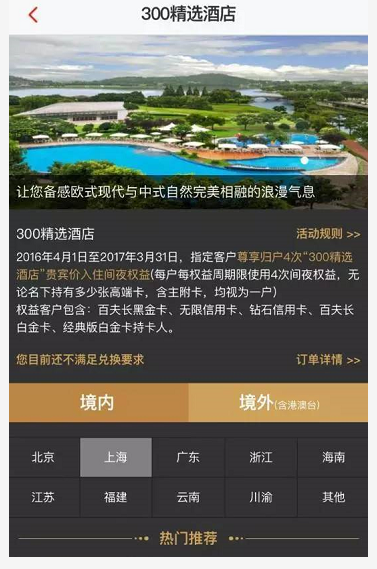 300精选酒店
让您备感欧式现代与中式自然完美相融的浪漫气息
300精选酒店
活动规则 >>
2016年4月1日至2017年3月31日，指定客户尊享归户4次“300精选
酒店”贵宾价入住间夜权益(每户每权益周期限使用4次间夜权益，无
论名下持有多少张高端卡，含主附卡，均视为一户）
权益客户包含：百夫长黑金卡、无限信用卡、钻石信用卡、百夫长
白金卡、经典版白金卡持卡人。
您目前还不满足兑换要求
订单详情 >>
境内
境外(含港澳台)
北京
上海
广东
浙江
海南
江苏
福建
云南
川渝
其他
热门推荐